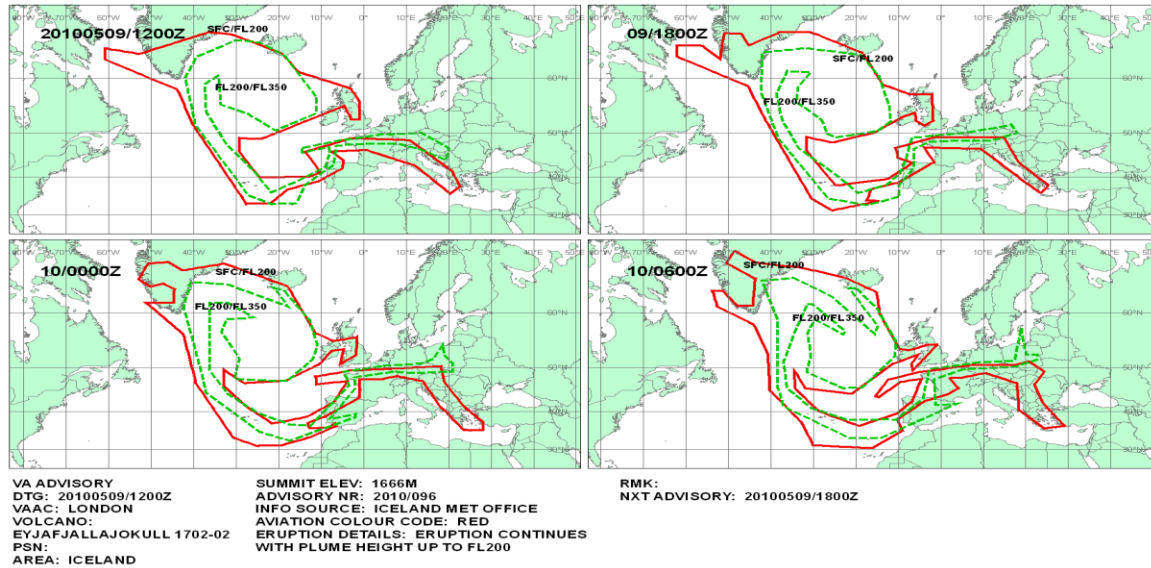 20100509/1200Z
SFC/FL200
FL200/FL350
09/1800Z
SFC/FL200
FL200/FL350
10/0000Z
SFC/FL200
FL200/FL350
10/0600Z
SFC/FL200
FL200/FL350
VA ADVISORY
DTG: 20100509/1200Z
VAAC: LONDON
VOLCANO:
EYJAFJALLAJOKULL 1702-02
PSN:
AREA: ICELAND
SUMMIT ELEV: 1666M
ADVISORY NR: 2010/096
INFO SOURCE: ICELAND MET OFFICE
AVIATION COLOUR CODE: RED
ERUPTION DETAILS: ERUPTION CONTINUES
WITH PLUME HEIGHT UP TO FL200
RMK:
NXT ADVISORY: 20100509/1800Z